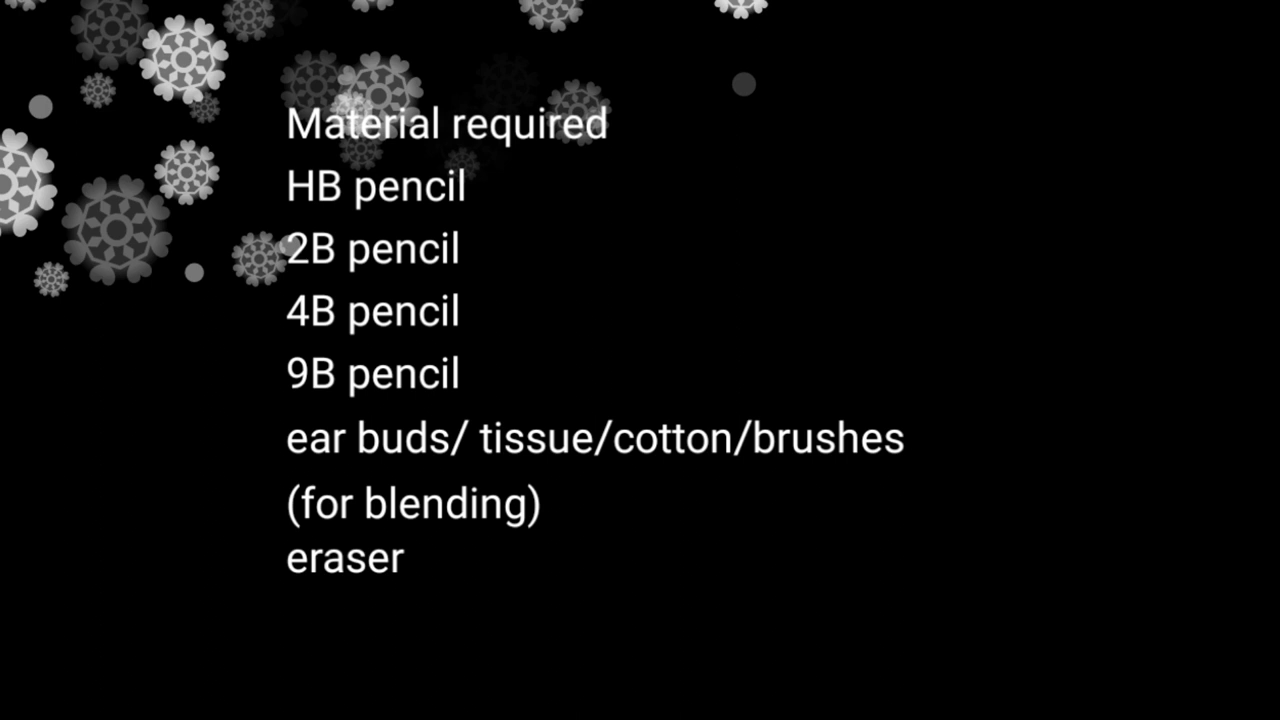 Material required
HB pencil
2B pencil
4B pencil
9B pencil
ear buds/ tissue/cotton/brushes
(for blending)
eraser